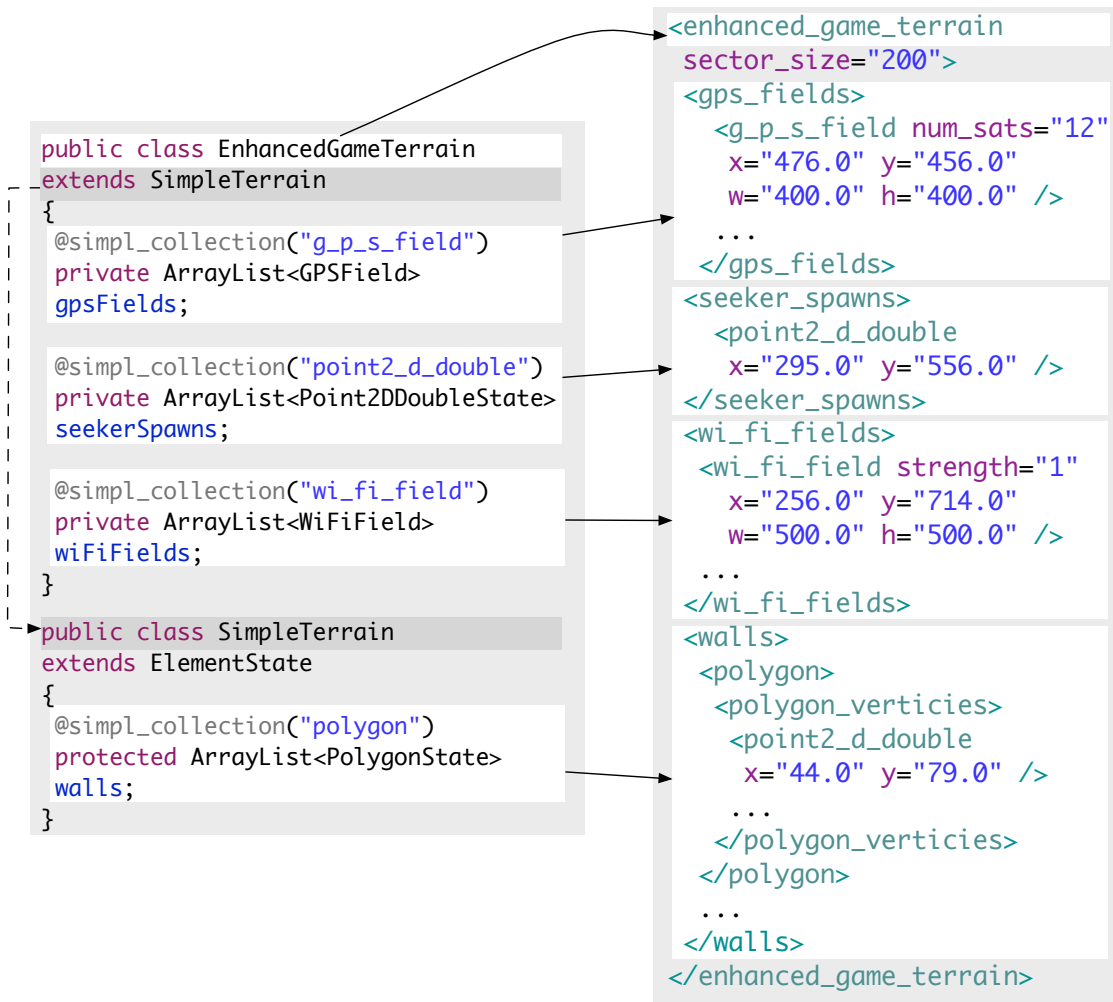 public class EnhancedGameTerrain
extends SimpleTerrain
{
@simpl_collection("g_p_s_field")
private ArrayList<GPSField>
gpsFields;
@simpl_collection("point2_d_double")
private ArrayList<Point2DDoubleState>
seekerSpawns;
@simpl_collection("wi_fi_field")
private ArrayList<WiFiField>
wiFiFields;
}
public class SimpleTerrain
extends ElementState
{
@simpl_collection("polygon")
protected ArrayList<PolygonState>
walls;
}
<enhanced_game_terrain
sector_size="200">
<gps_fields>
<g_p_s_field num_sats="12"
x="476.0" y="456.0"
w="400.0" h="400.0" />
...
</gps_fields>
<seeker_spawns>
<point2_d_double
x="295.0" y="556.0" />
</seeker_spawns>
<wi_fi_fields>
<wi_fi_field strength="1"
x="256.0" y="714.0"
w="500.0" h="500.0" />
...
</wi_fi_fields>
<walls>
<polygon>
<polygon_verticies>
<point2_d_double
x="44.0" y="79.0" />
...
</polygon_verticies>
</polygon>
...
</walls>
</enhanced_game_terrain>